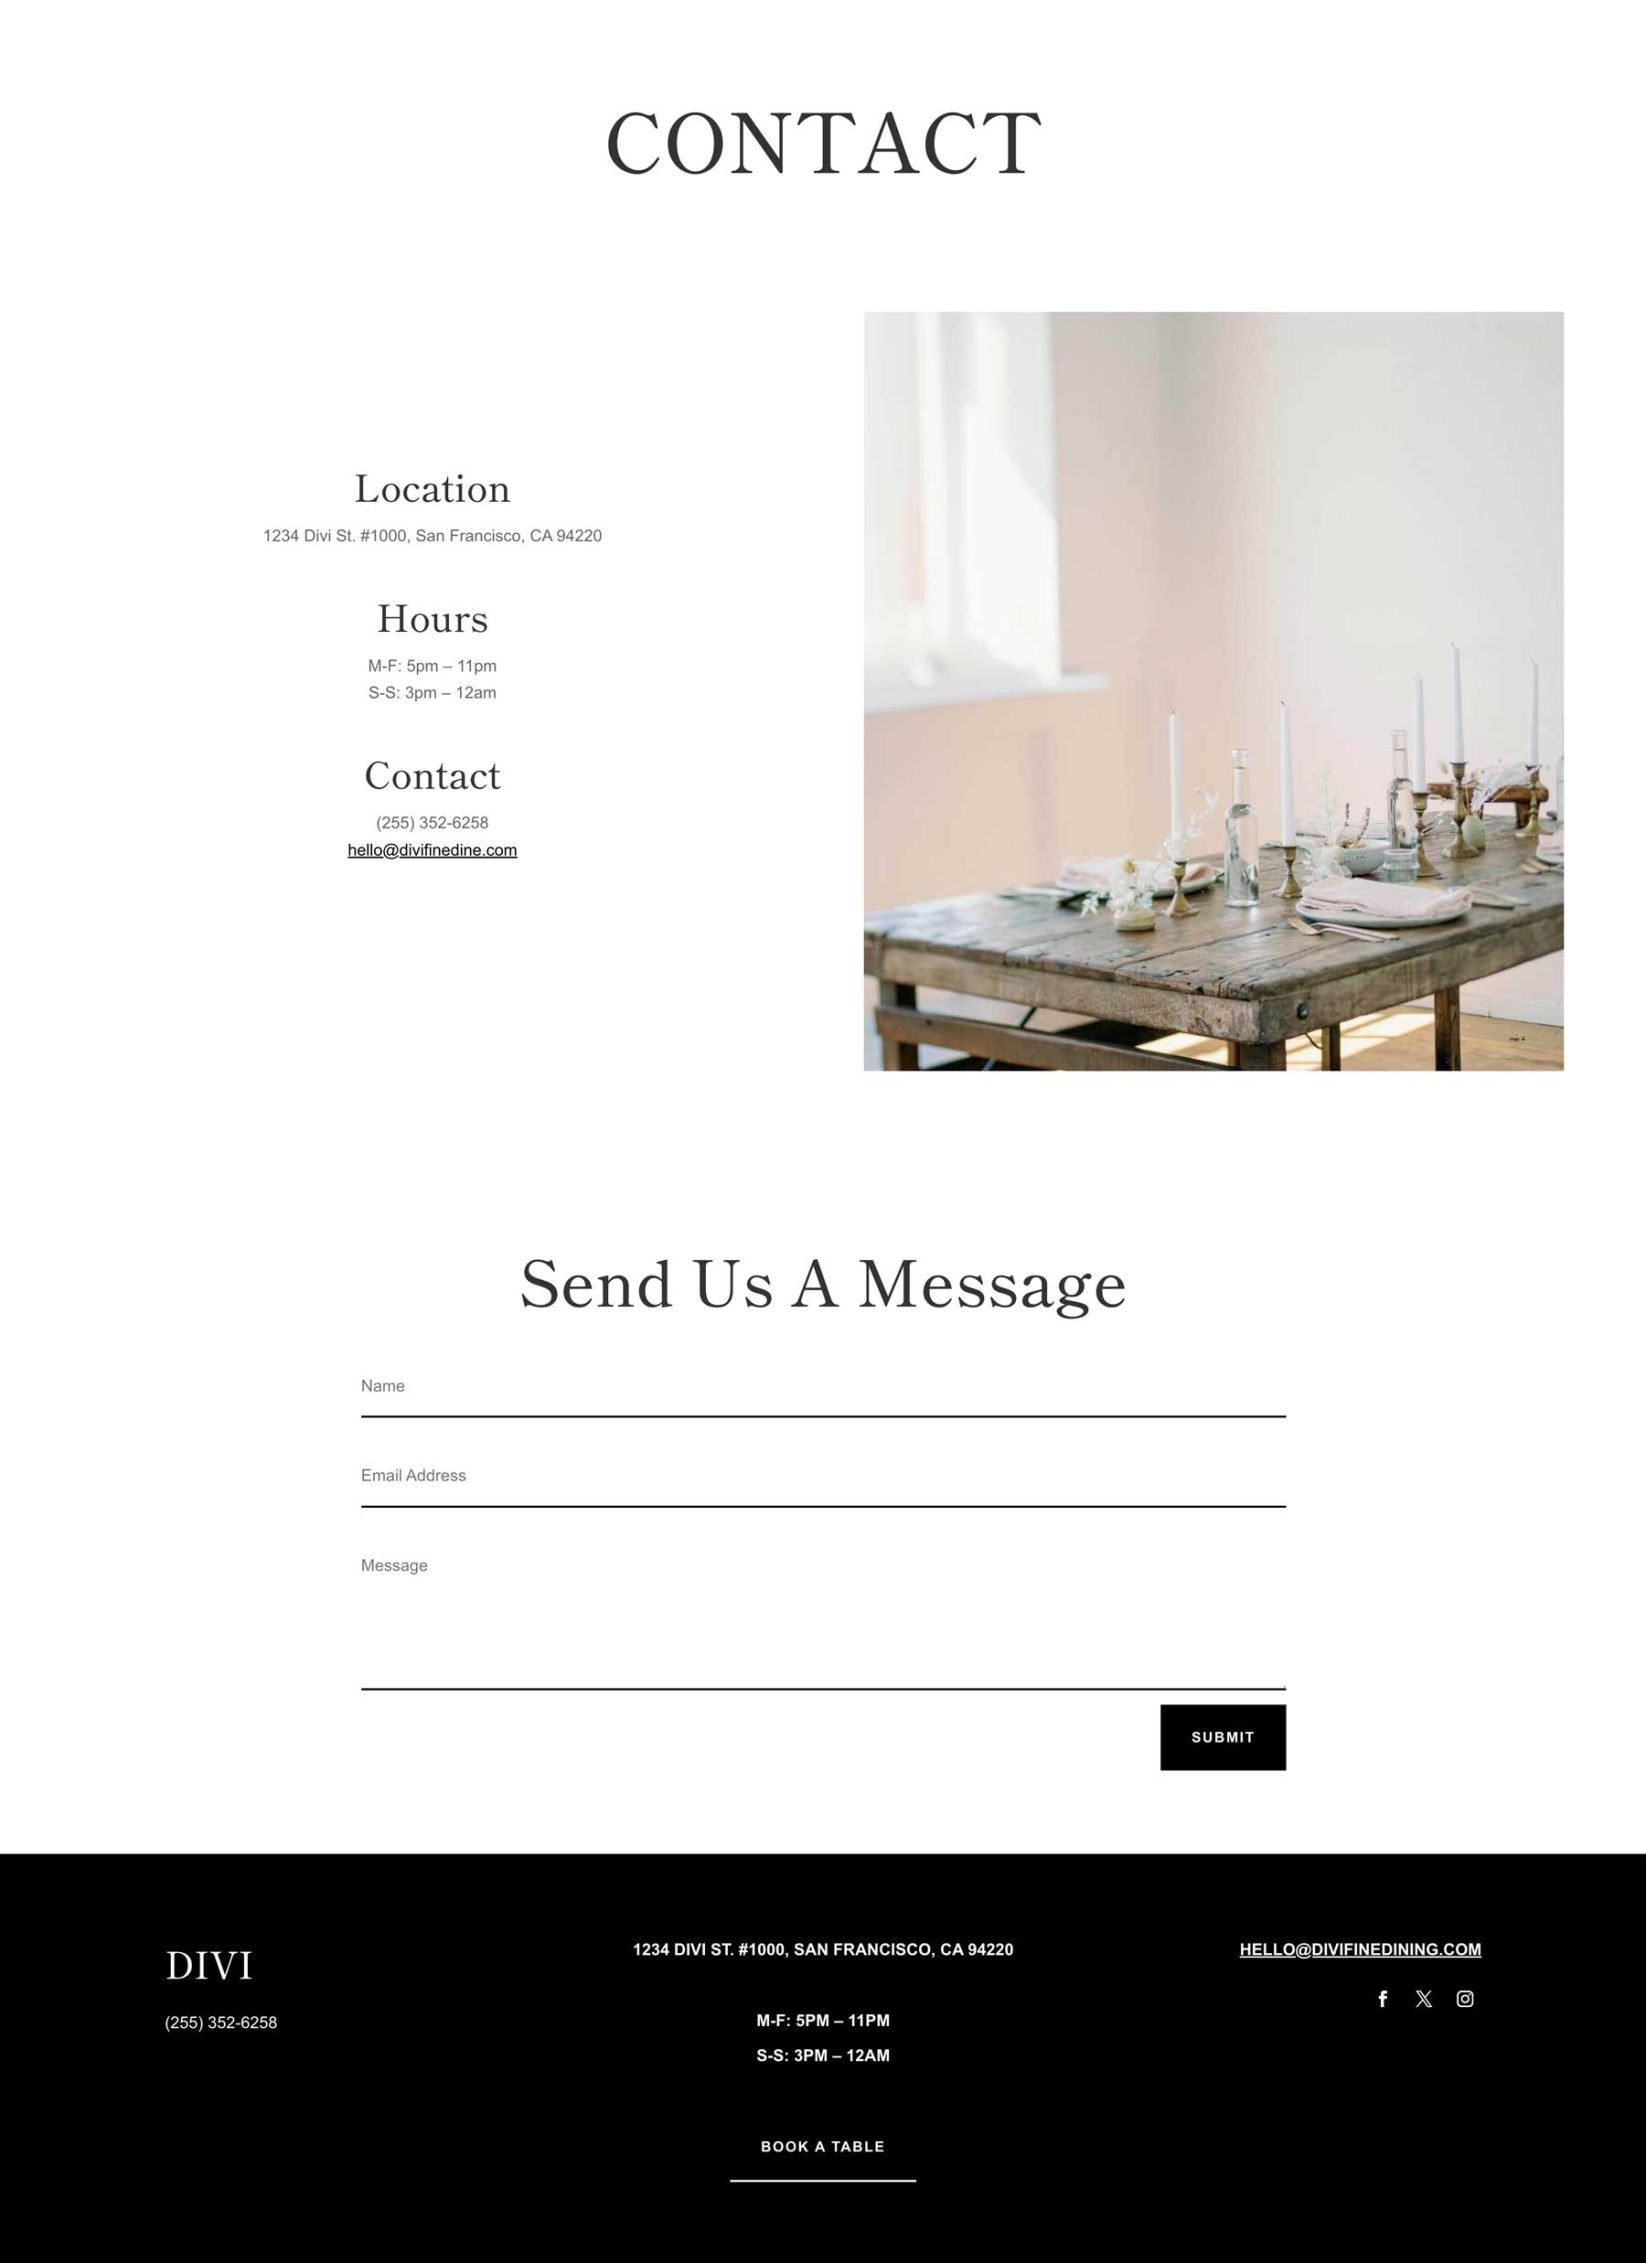 CONTACT
Location
1234 Divi St. #1000, San Francisco, CA 94220
Hours
M-F: 5pm – 11pm
S-S: 3pm – 12am
Contact
(255) 352-6258
hello@divifinedine.com
Send Us A Message
Name
Email Address
Message
SUBMIT
DIVI
(255) 352-6258
1234 DIVI ST. #1000, SAN FRANCISCO, CA 94220
M-F: 5PM – 11PM
S-S: 3PM – 12AM
BOOK A TABLE
HELLO@DIVIFINEDINING.COM